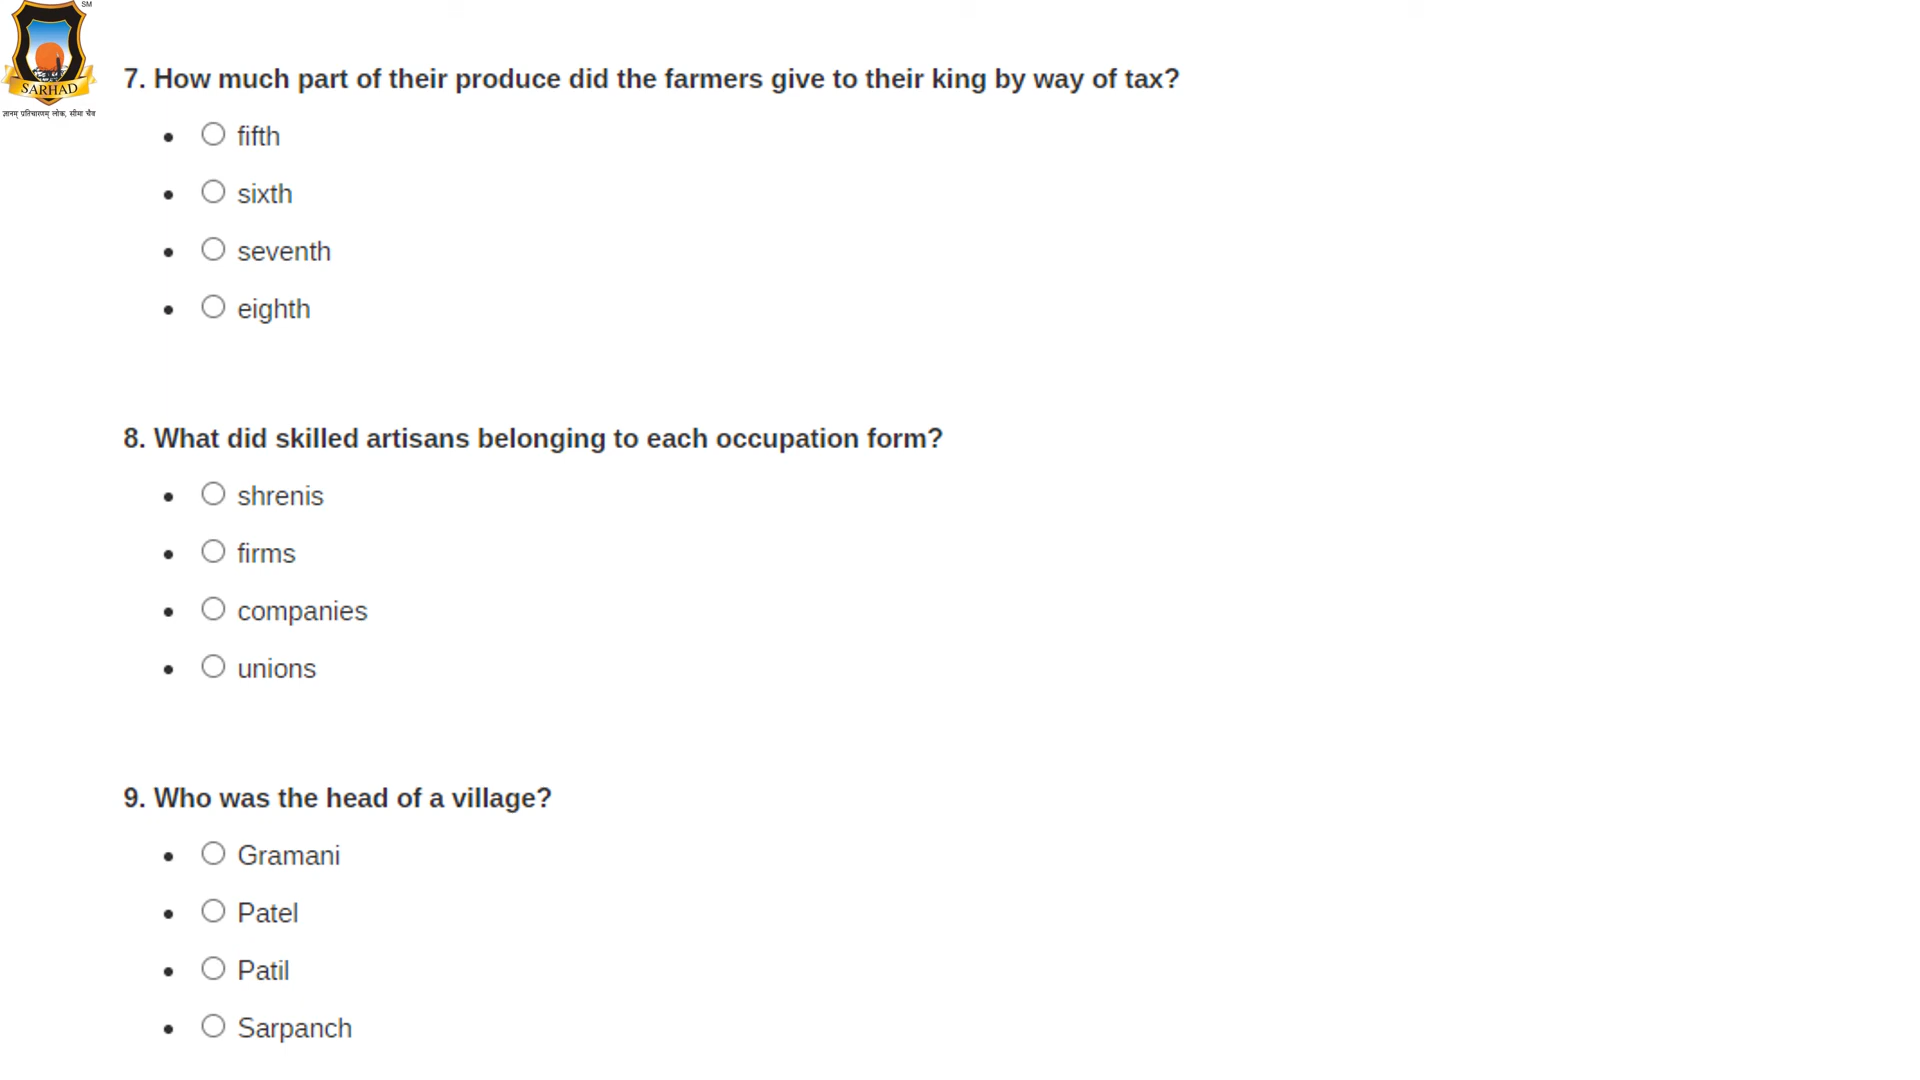 SM
SARHAD
7. How much part of their produce did the farmers give to their king by way of tax?
fifth
sixth
seventh
eighth
8. What did skilled artisans belonging to each occupation form?
shrenis
firms
companies
unions
9. Who was the head of a village?
Gramani
Patel
Patil
Sarpanch